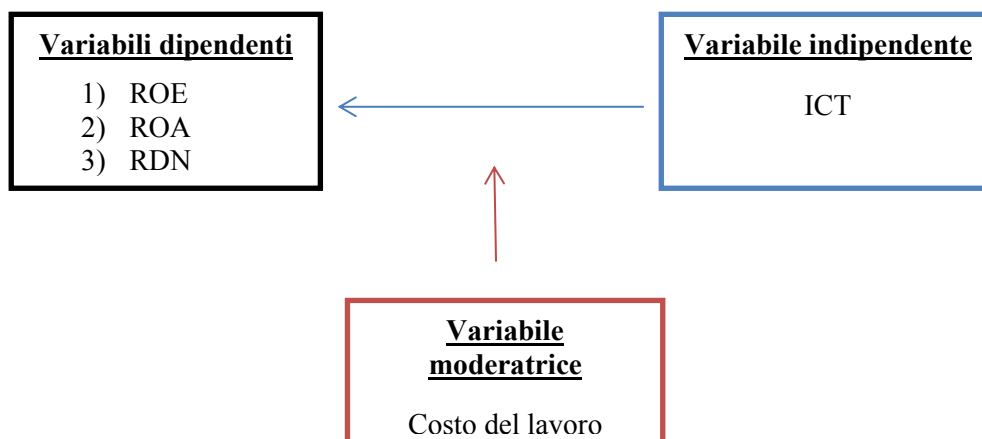 Variabili dipendenti
1) ROE
2) ROA
3) RDN
Variabile indipendente
ICT
Variabile
moderatrice
Costo del lavoro